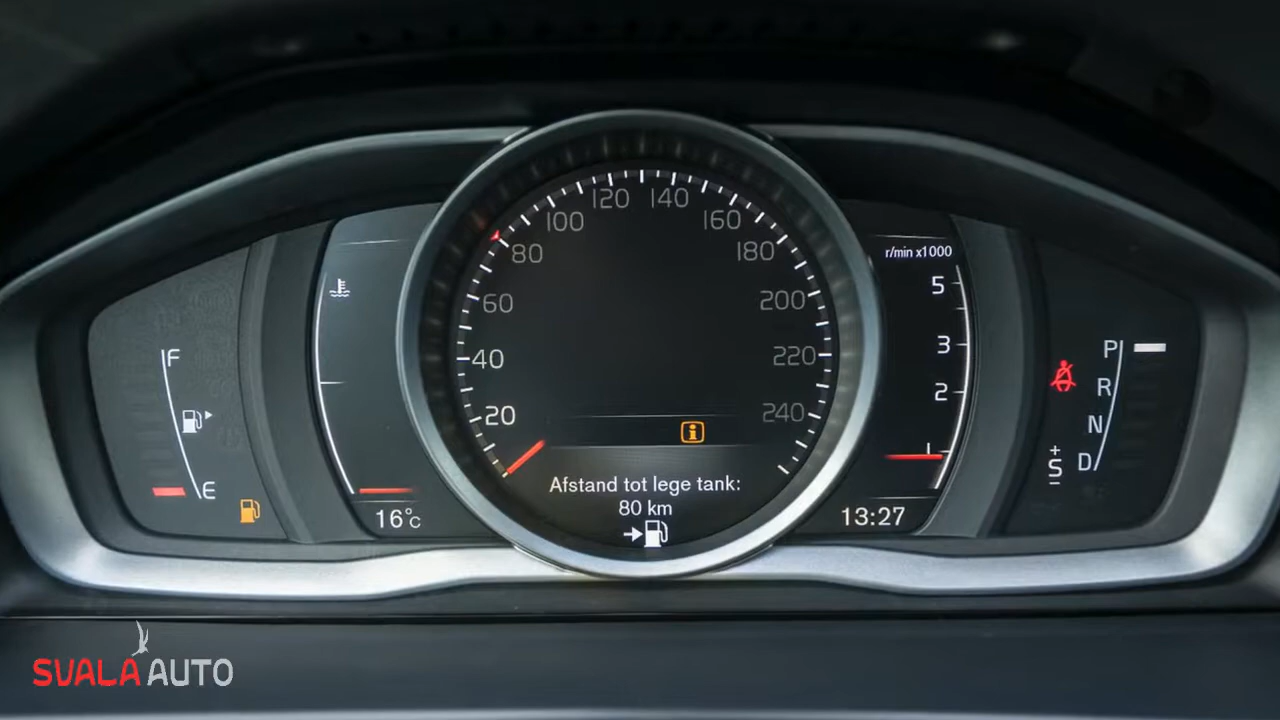 120 140
100 160
80 180
60 200
40 220
20 240
F
E
16°C
r/min x1000
5
3
2
1
13:27
P
R
N
D
+
S
-
i
Afstand tot lege tank:
80 km
SVALA AUTO